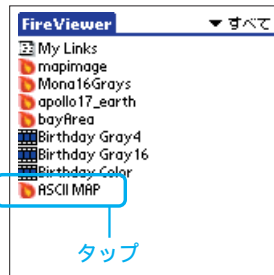 FireViewer ▼ すべて
My Links
mapimage
Mona16Grays
apollo17_earth
bayArea
Birthday Gray4
Birthday Gray16
Birthday Color
ASCII MAP
タップ